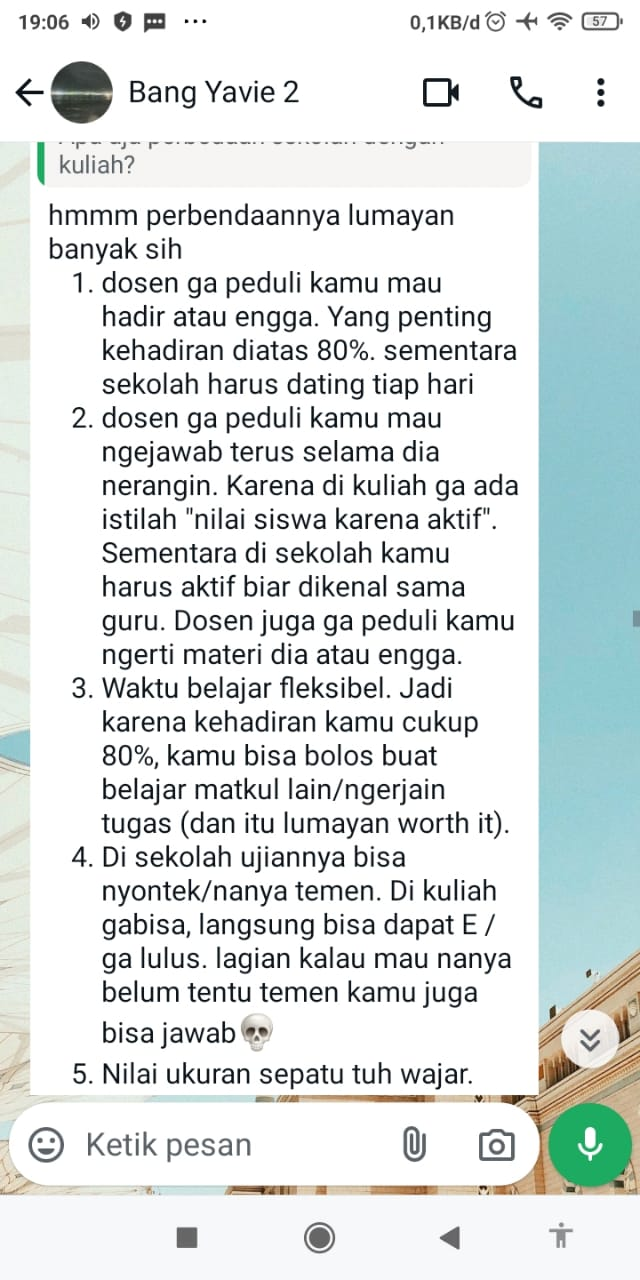 19:06
0,1KB/d
57
Bang Yavie 2
kuliah?
hmmm perbendaannya lumayan
banyak sih
1. dosen ga peduli kamu mau
hadir atau engga. Yang penting
kehadiran diatas 80%. sementara
sekolah harus dating tiap hari
2. dosen ga peduli kamu mau
ngejawab terus selama dia
nerangin. Karena di kuliah ga ada
istilah "nilai siswa karena aktif".
Sementara di sekolah kamu
harus aktif biar dikenal sama
guru. Dosen juga ga peduli kamu
ngerti materi dia atau engga.
3. Waktu belajar fleksibel. Jadi
karena kehadiran kamu cukup
80%, kamu bisa bolos buat
belajar matkul lain/ngerjain
tugas (dan itu lumayan worth it).
4. Di sekolah ujiannya bisa
nyontek/nanya temen. Di kuliah
gabisa, langsung bisa dapat E /
ga lulus. lagian kalau mau nanya
belum tentu temen kamu juga
bisa jawab💀
5. Nilai ukuran sepatu tuh wajar.
Ketik pesan